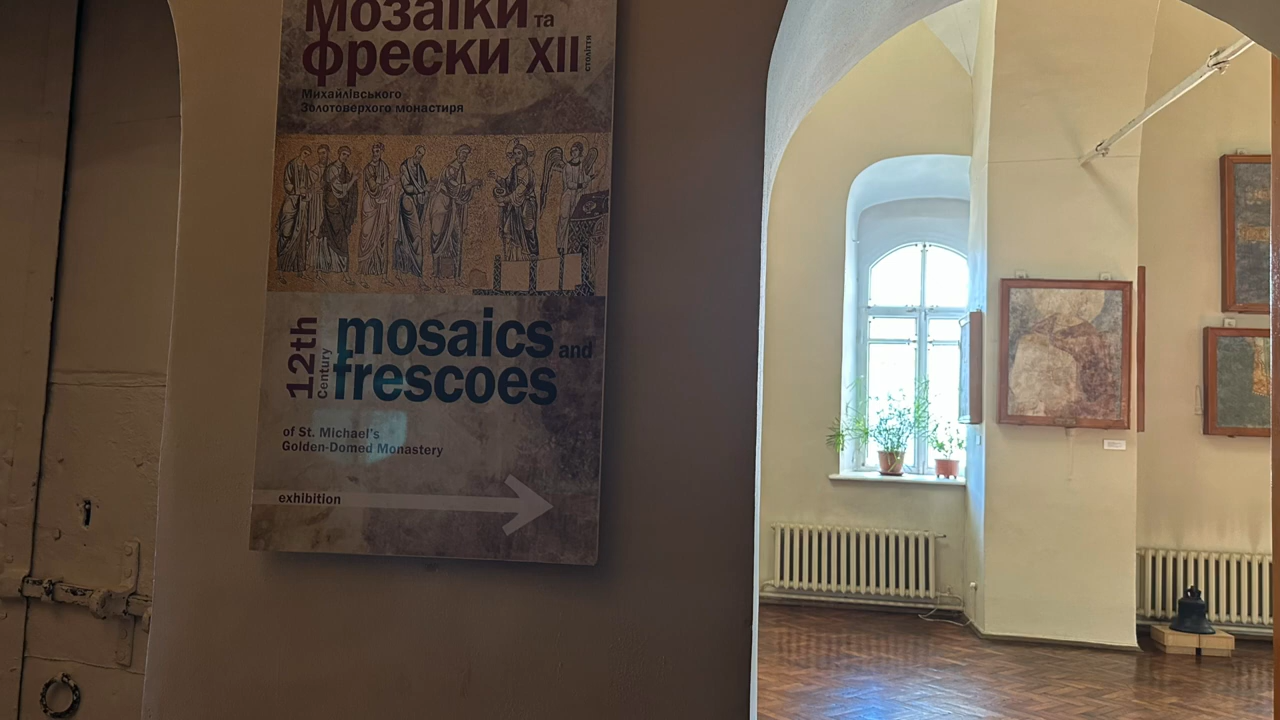 Мозаїки та
фрески XII
століття
Михайлівського
Золотоверхого монастиря
12th
century
mosaics and
frescoes
of St. Michael's
Golden-Domed Monastery
exhibition